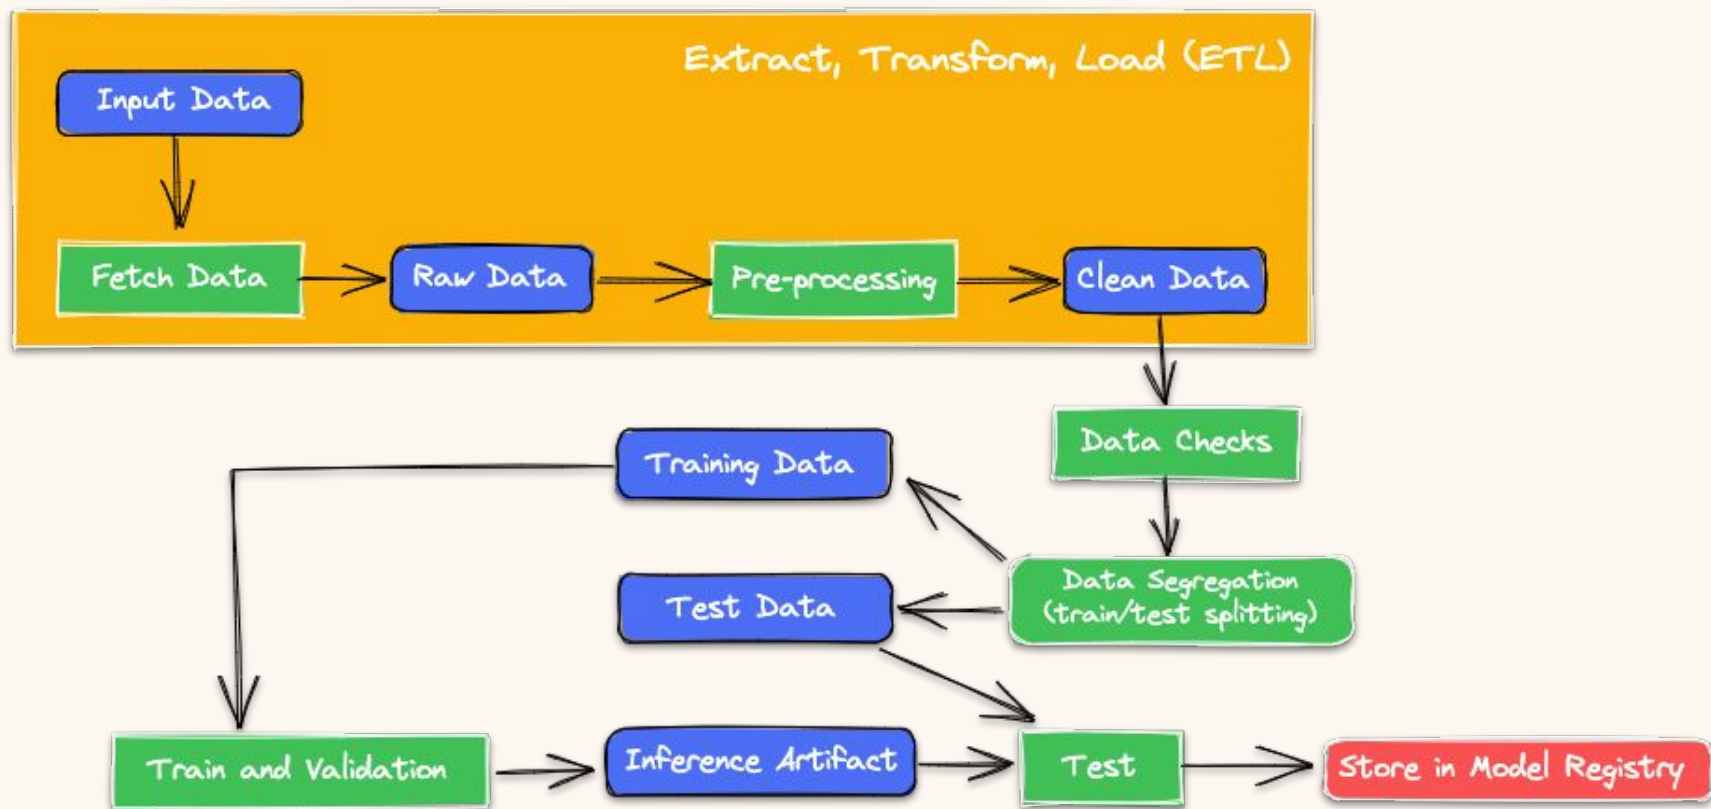 Extract, Transform, Load (ETL)
Input Data
Fetch Data
Raw Data
Pre-processing
Clean Data
Data Checks
Training Data
Data Segregation
(train/test splitting)
Test Data
Train and Validation
Inference Artifact
Test
Store in Model Registry